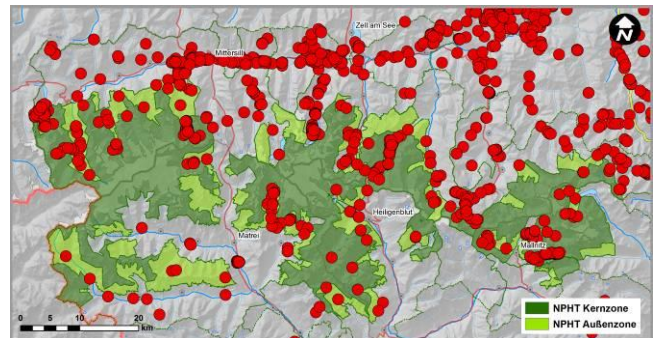 Zell am See
N
Mittersill
Heiligenblut
Matrei
Mallnitz
NPHT Kernzone
NPHT Außenzone
0 5 10 20
km